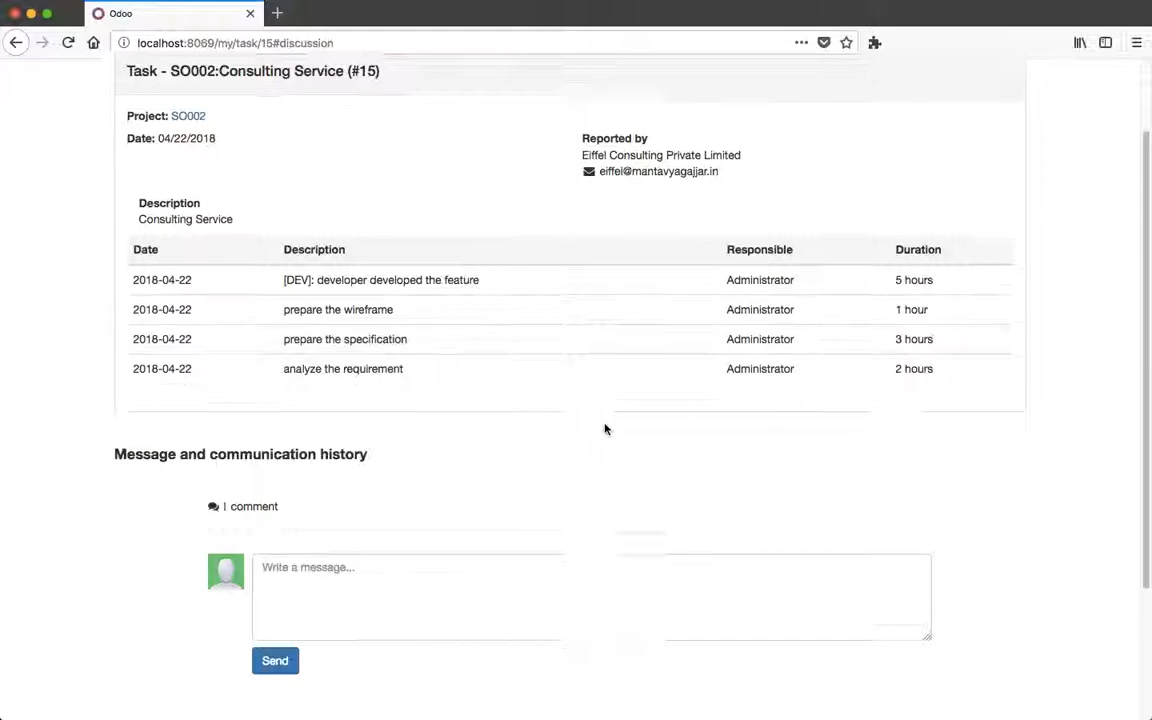 Odoo
localhost:8069/my/task/15#discussion
Task - SO002:Consulting Service (#15)
Project: SO002
Date: 04/22/2018
Reported by
Eiffel Consulting Private Limited
eiffel@mantavyagajjar.in
Description
Consulting Service
Date Description Responsible Duration
2018-04-22 [DEV]: developer developed the feature Administrator 5 hours
2018-04-22 prepare the wireframe Administrator 1 hour
2018-04-22 prepare the specification Administrator 3 hours
2018-04-22 analyze the requirement Administrator 2 hours
Message and communication history
1 comment
Write a message...
Send